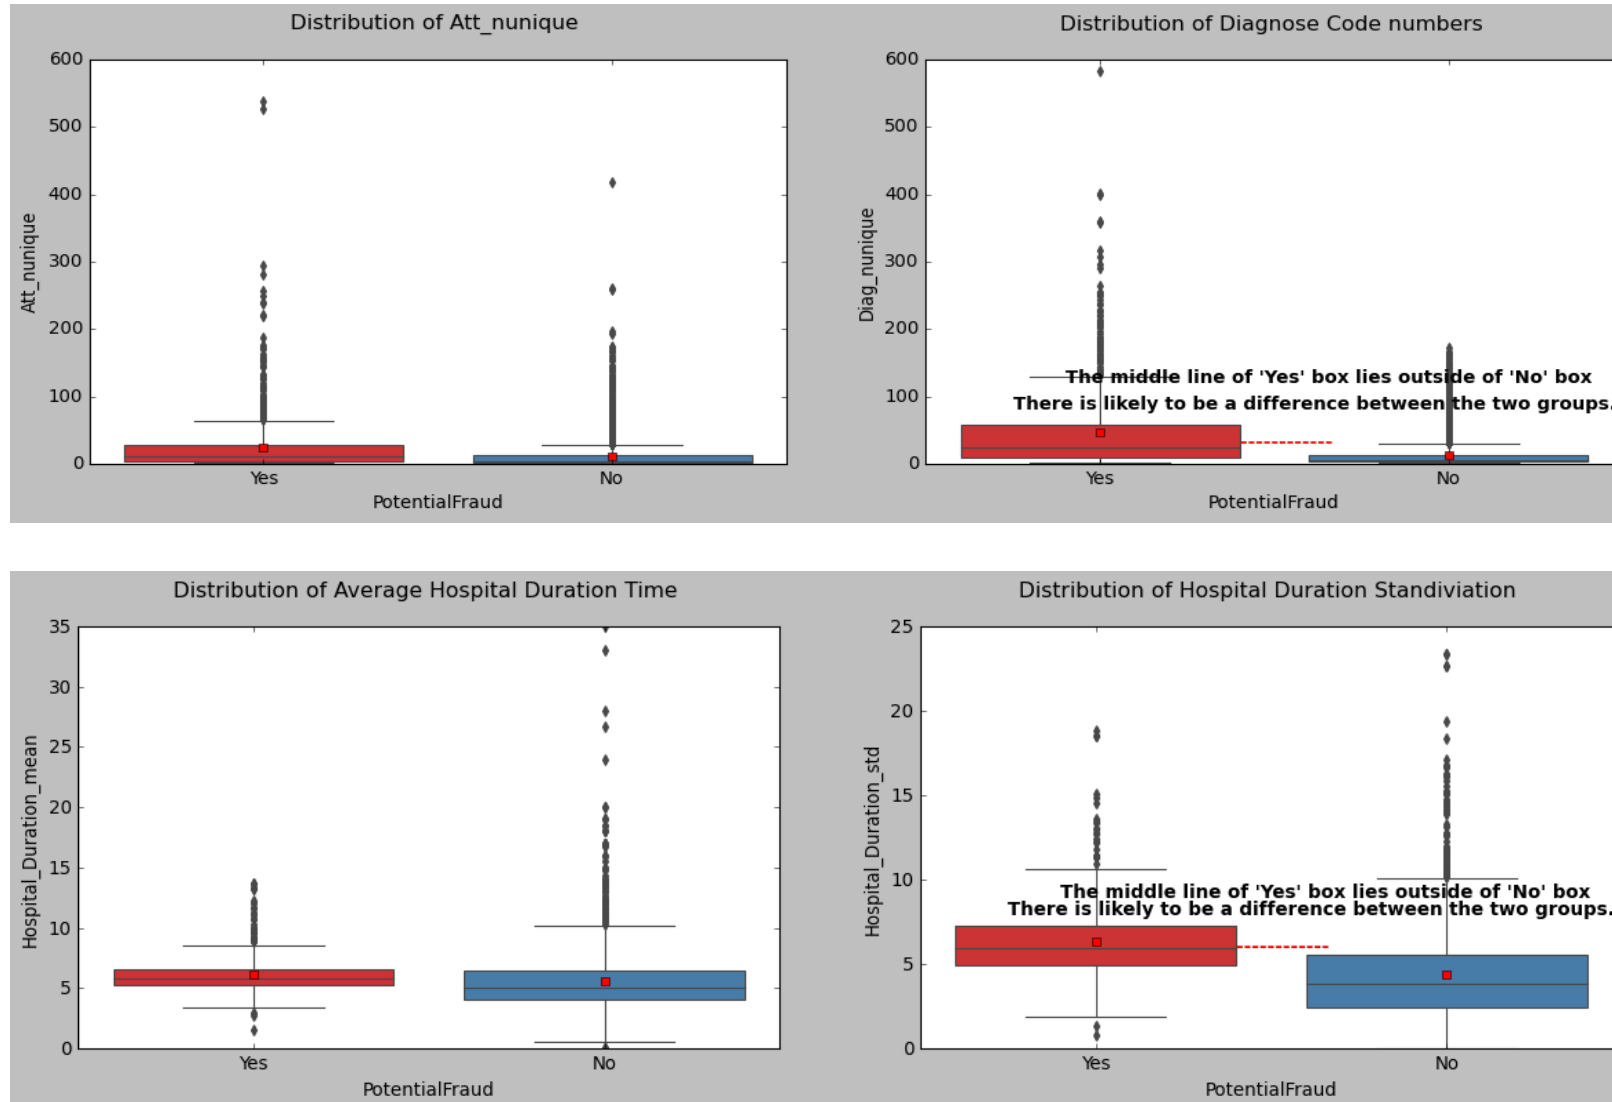 Distribution of Att_nunique
600
500
400
300
200
100
0
Att_nunique
Yes
No
PotentialFraud
Distribution of Diagnose Code numbers
600
500
400
300
200
100
0
Diag_nunique
The middle line of 'Yes' box lies outside of 'No' box
There is likely to be a difference between the two groups.
Yes
No
PotentialFraud
Distribution of Average Hospital Duration Time
35
30
25
20
15
10
5
0
Hospital_Duration_mean
Yes
No
PotentialFraud
Distribution of Hospital Duration Standiviation
25
20
15
10
5
0
Hospital_Duration_std
The middle line of 'Yes' box lies outside of 'No' box
There is likely to be a difference between the two groups.
Yes
No
PotentialFraud